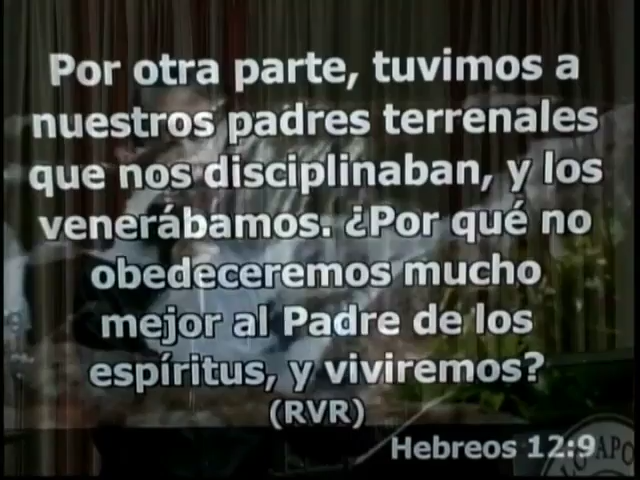 Por otra parte, tuvimos a
nuestros padres terrenales
que nos disciplinaban, y los
venerábamos. ¿Por qué no
obedeceremos mucho
mejor al Padre de los
espíritus, y viviremos?
(RVR)
Hebreos 12:9